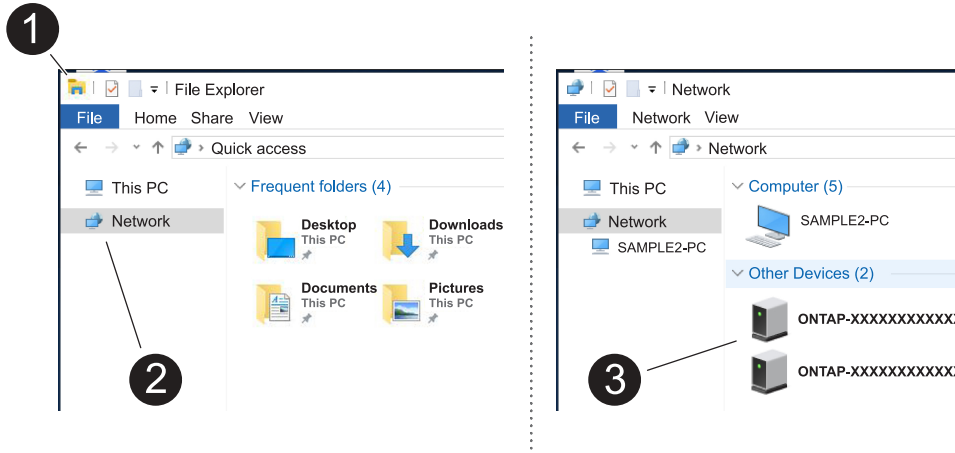 1
File Explorer
File Home Share View
Quick access
This PC
Network
Frequent folders (4)
Desktop
This PC
Downloads
This PC
Documents
This PC
Pictures
This PC
2
Network
File Network View
Network
This PC
Network
SAMPLE2-PC
Computer (5)
SAMPLE2-PC
Other Devices (2)
ONTAP-XXXXXXXXXXX
ONTAP-XXXXXXXXXXX
3